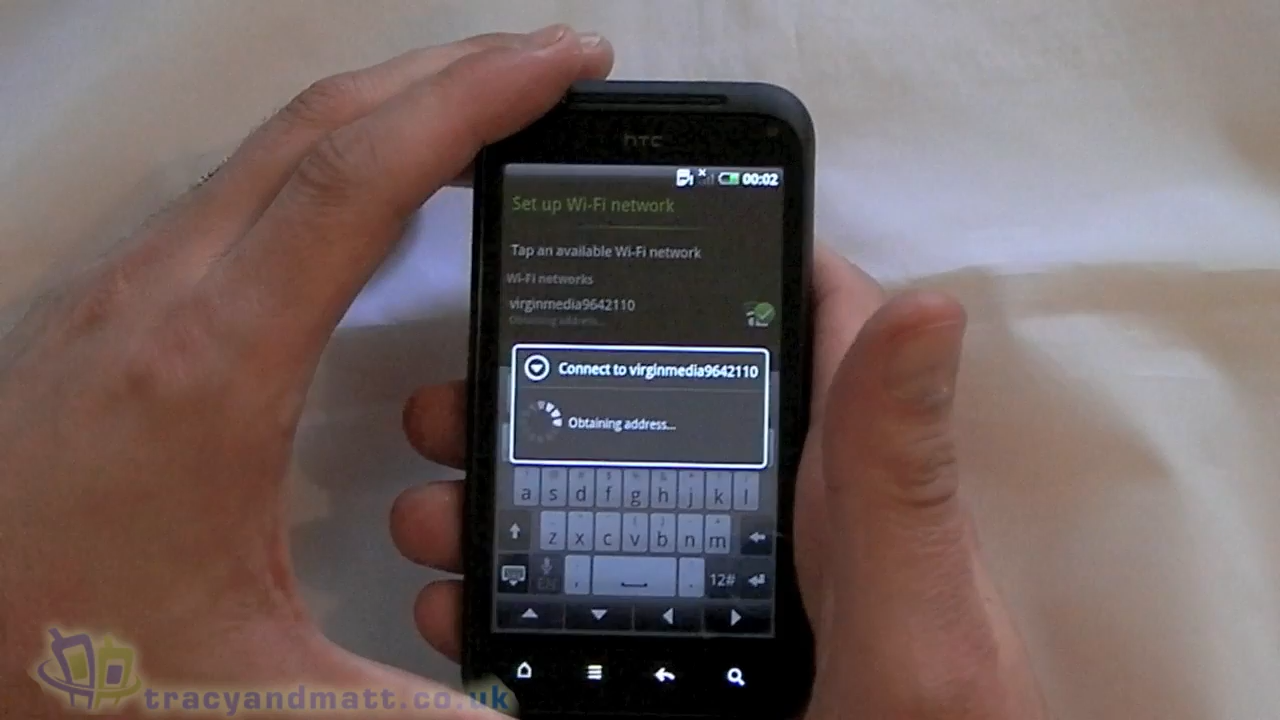 hTC
00:02
Set up Wi-Fi network
Tap an available Wi-Fi network
Wi-Fi networks
virginmedia9642110
Obtaining address...
Connect to virginmedia9642110
Obtaining address...
a s d f g h j k l
z x c v b n m
EN , . 12#
tracyandmatt.co.uk